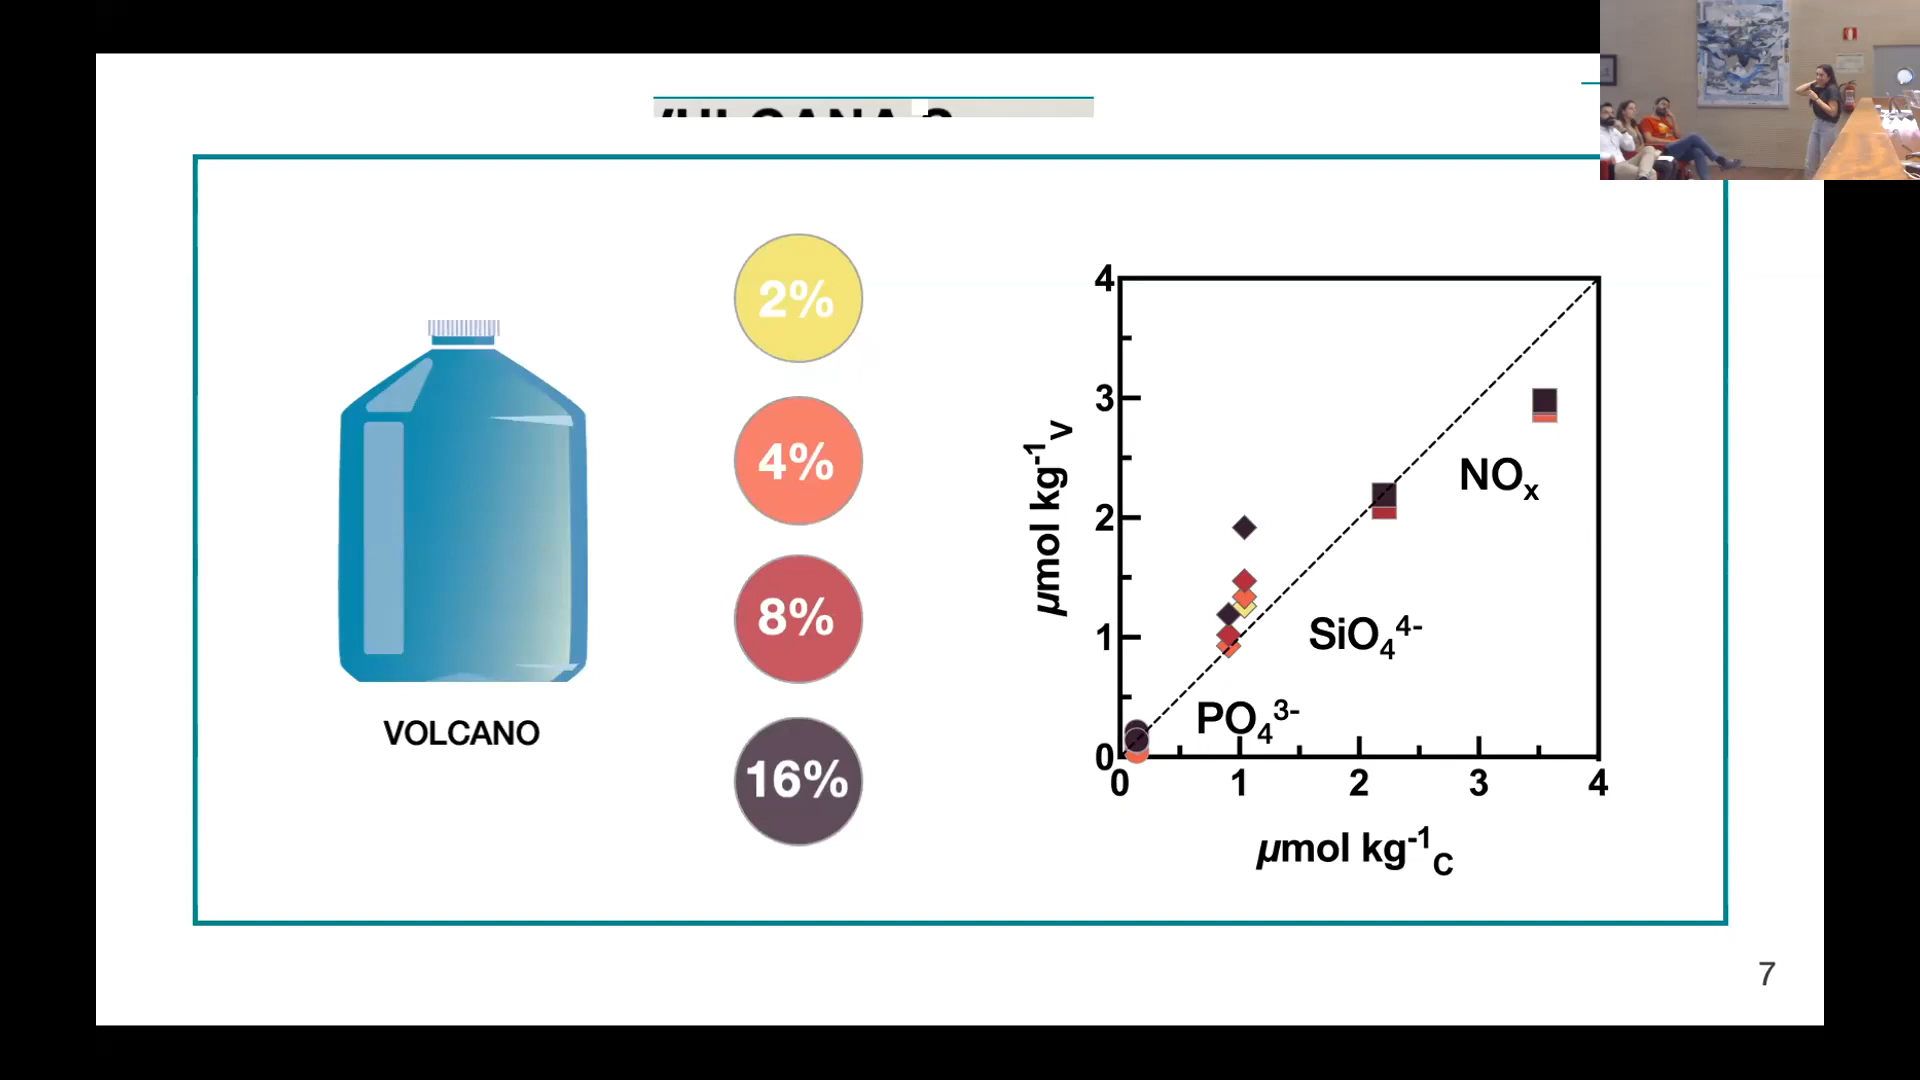 2%
4%
8%
16%
VOLCANO
4
3
2
1
0
0 1 2 3 4
µmol kg⁻¹V
µmol kg⁻¹C
NOₓ
SiO₄⁴⁻
PO₄³⁻
7